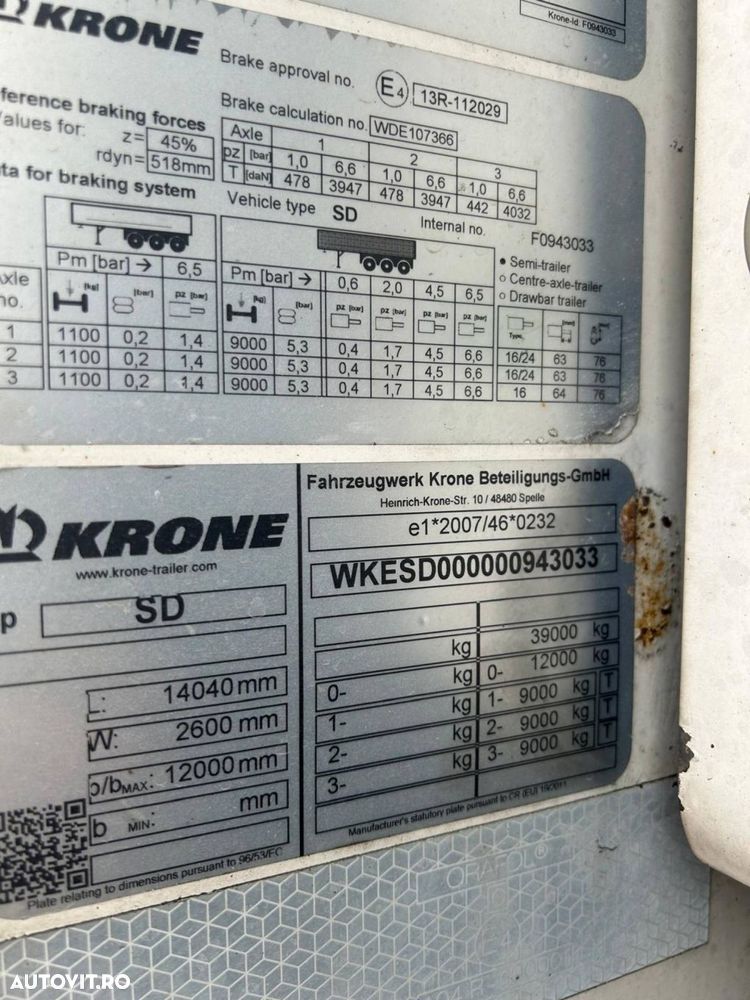 Krone-Id: F0943033
KRONE
Brake approval no. E4 13R-112029
Brake calculation no. WDE107366
ference braking forces
alues for: z= 45%
rdyn= 518mm
Axle 1 2 3
pz [bar] 1,0 6,6 1,0 6,6 1,0 6,6
T [daN] 478 3947 478 3947 442 4032
ta for braking system
Vehicle type SD Internal no. F0943033
Semi-trailer
Centre-axle-trailer
Drawbar trailer
Pm [bar] → 6,5
Pm [bar] → 0,6 2,0 4,5 6,5
xle no. [kg] [bar] pz [bar] [kg] [bar] pz [bar] pz [bar] pz [bar] pz [bar] Type [mm]
1 1100 0,2 1,4 9000 5,3 0,4 1,7 4,5 6,6 16/24 63 76
2 1100 0,2 1,4 9000 5,3 0,4 1,7 4,5 6,6 16/24 63 76
3 1100 0,2 1,4 9000 5,3 0,4 1,7 4,5 6,6 16 64 76
KRONE
www.krone-trailer.com
p SD
L: 14040 mm
W: 2600 mm
b/bMAX: 12000 mm
b MIN: mm
Plate relating to dimensions pursuant to 96/53/EC
Fahrzeugwerk Krone Beteiligungs-GmbH
Heinrich-Krone-Str. 10 / 48480 Spelle
e1*2007/46*0232
WKESD000000943033
kg 39000 kg
0- kg 0- 12000 kg
1- kg 1- 9000 kg T
2- kg 2- 9000 kg T
3- kg 3- 9000 kg T
Manufacturer's statutory plate pursuant to CR (EU) 19/2011
ORAFOL®
AUTOVIT.RO